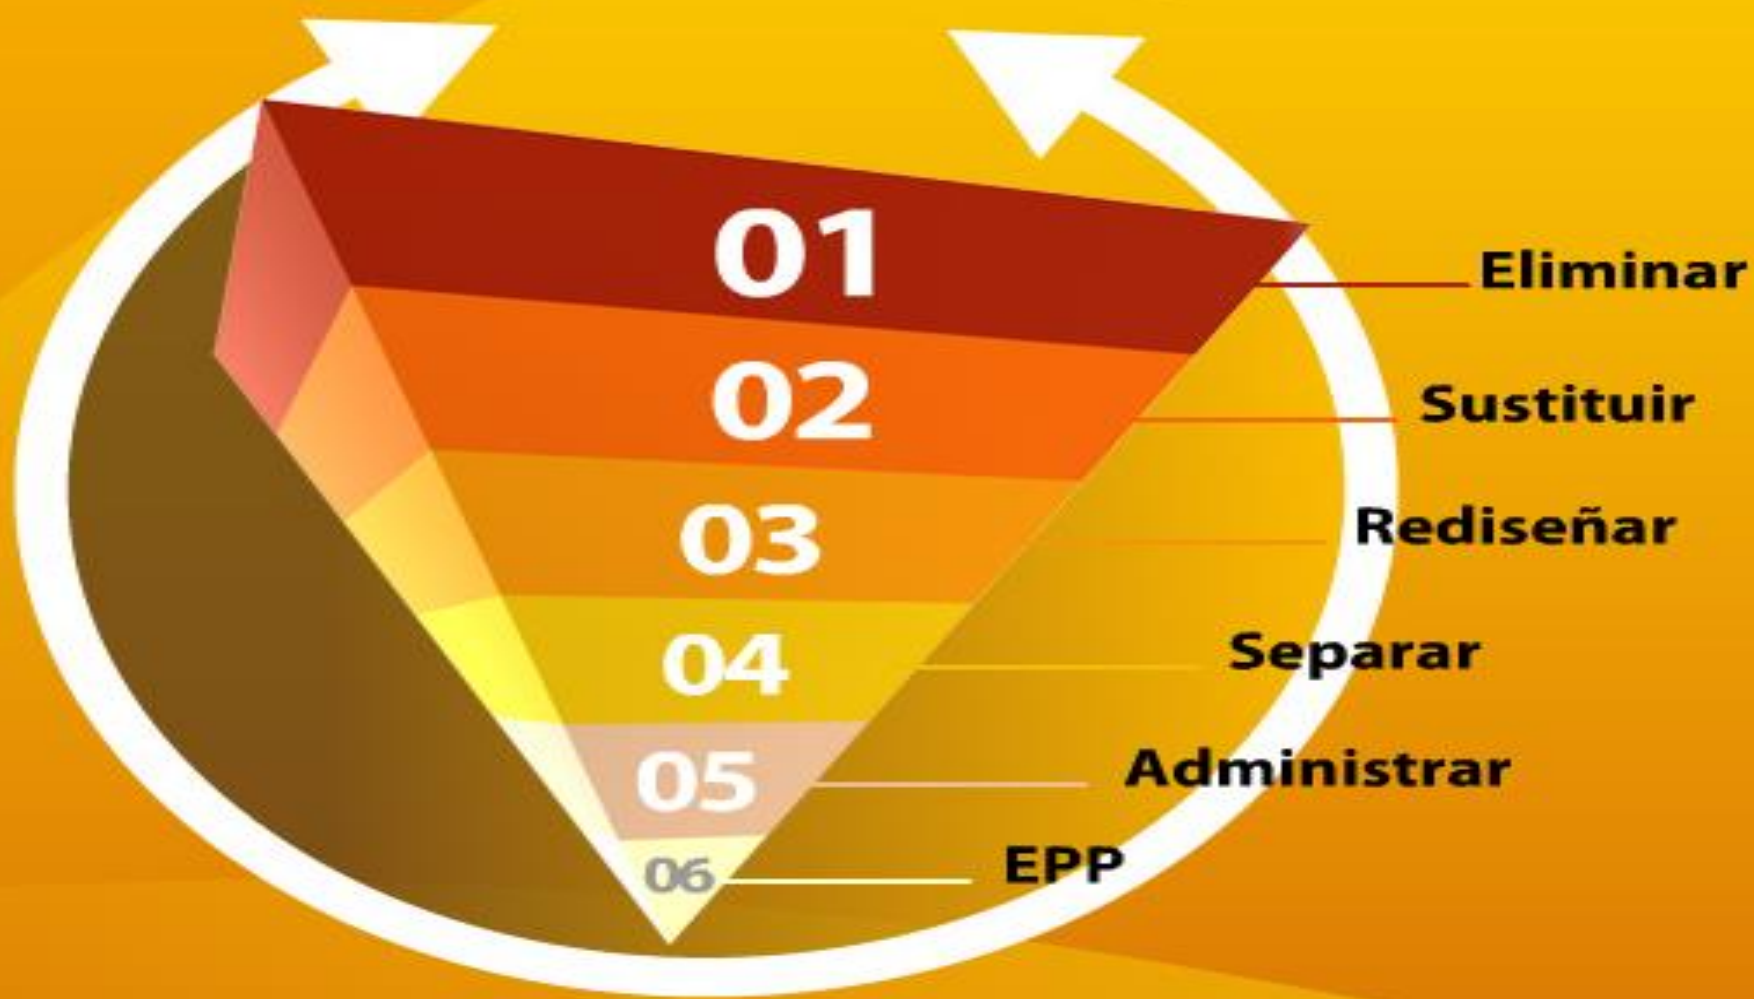 01
Eliminar
02
Sustituir
03
Rediseñar
04
Separar
05
Administrar
06
EPP